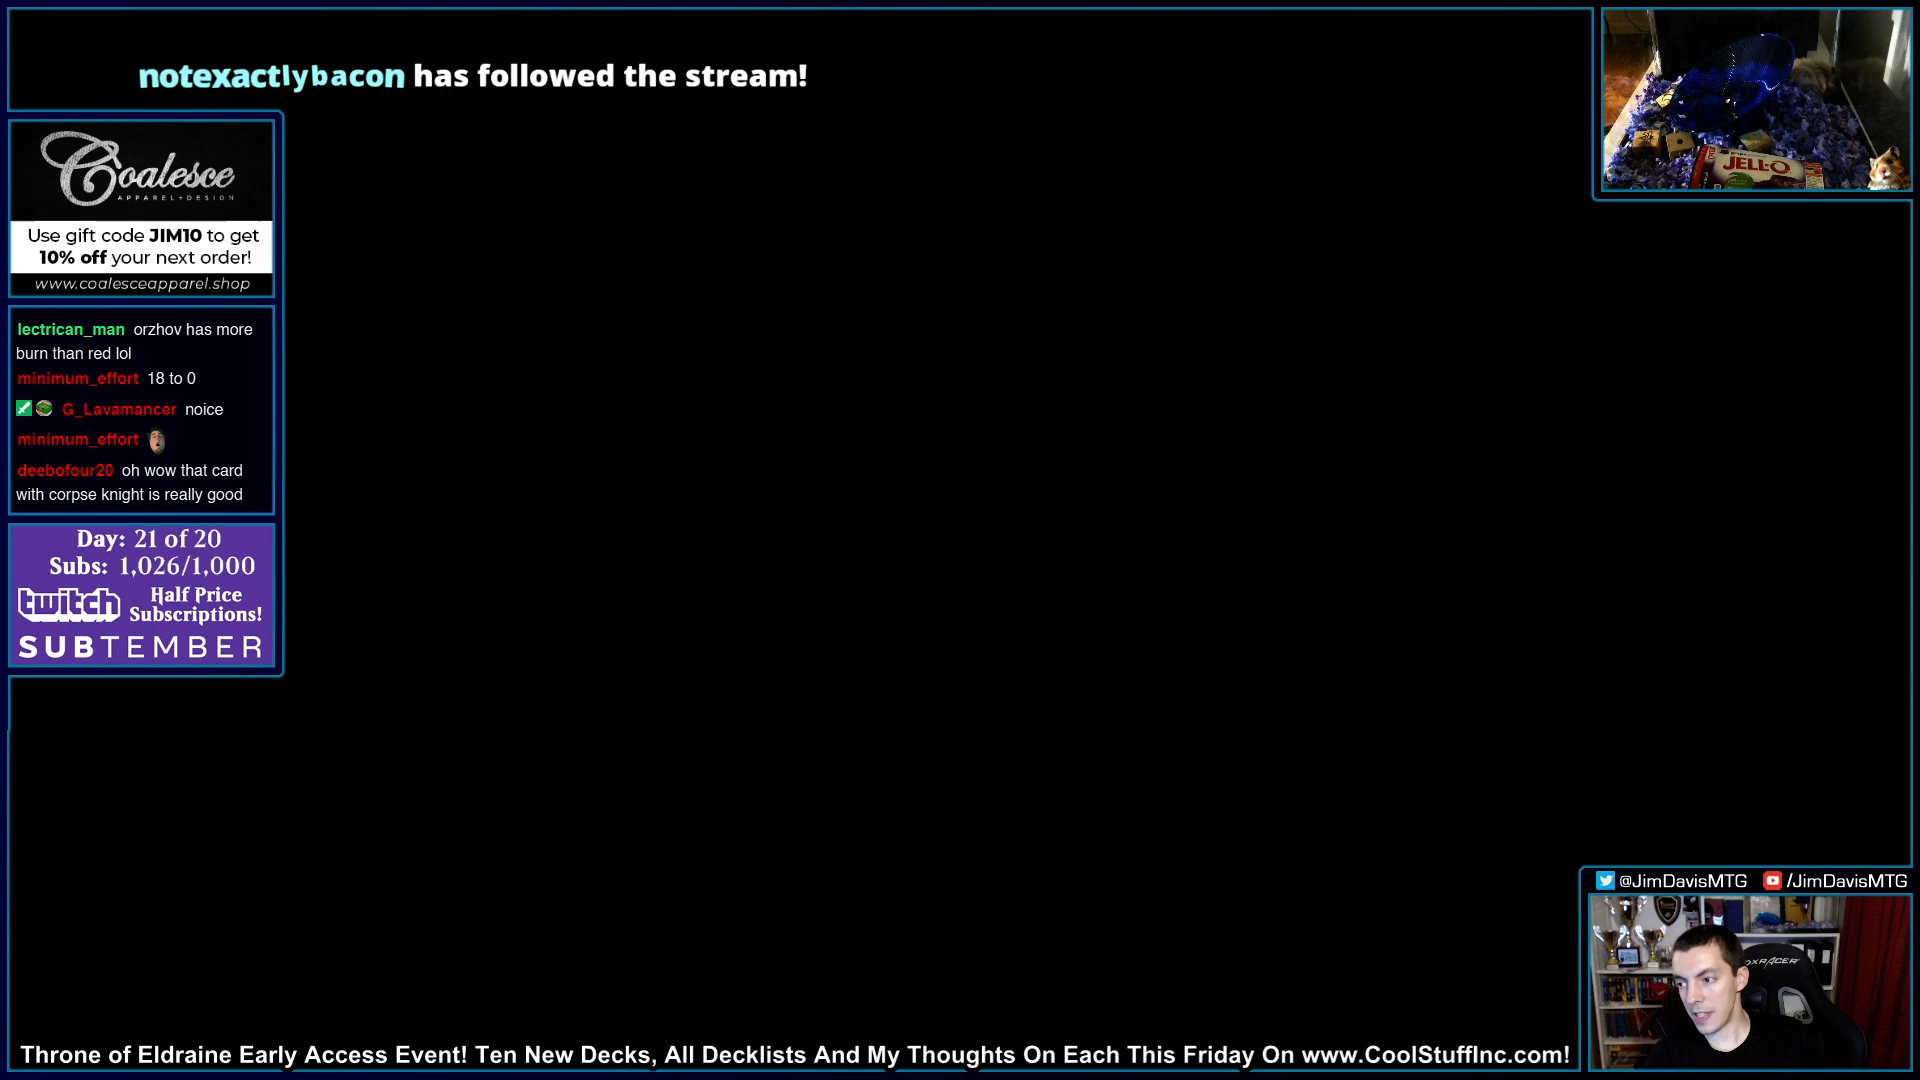 notexactlybacon has followed the stream!
Coalesce
APPAREL+DESIGN
Use gift code JIM10 to get
10% off your next order!
www.coalesceapparel.shop
lectrican_man orzhov has more
burn than red lol
minimum_effort 18 to 0
G_Lavamancer noice
minimum_effort
deebofour20 oh wow that card
with corpse knight is really good
Day: 21 of 20
Subs: 1,026/1,000
twitch Half Price
Subscriptions!
SUBTEMBER
JELL-O
@JimDavisMTG /JimDavisMTG
DXRACER
Throne of Eldraine Early Access Event! Ten New Decks, All Decklists And My Thoughts On Each This Friday On www.CoolStuffInc.com!